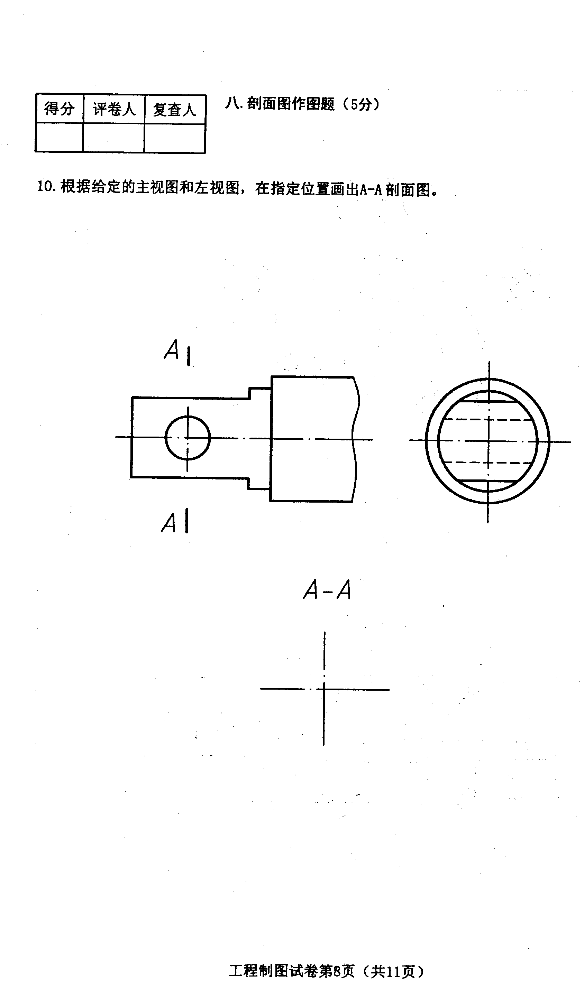 得分 评卷人 复查人
八.剖面图作图题（5分）
10.根据给定的主视图和左视图，在指定位置画出A-A剖面图。
A
A
A-A
工程制图试卷第8页（共11页）